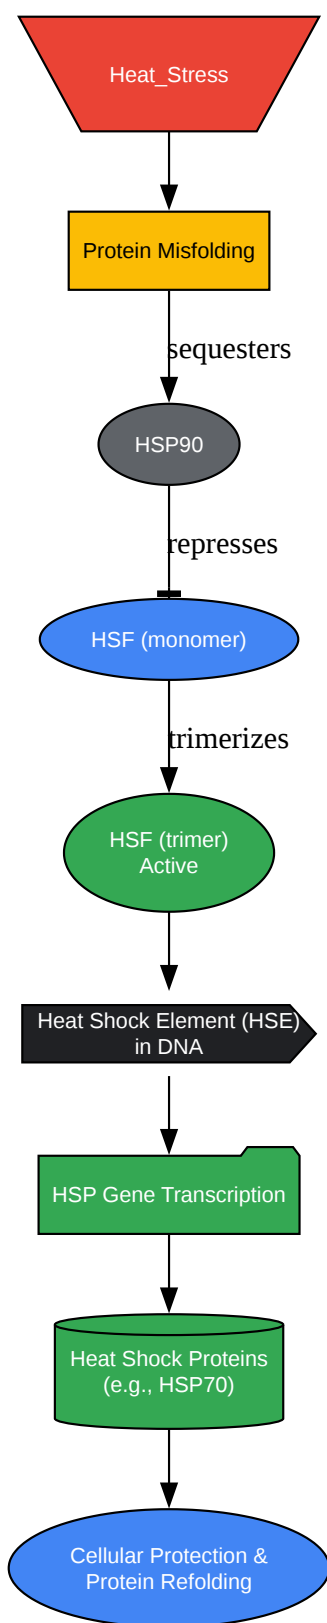 Heat_Stress
Protein Misfolding
sequesters
HSP90
represses
HSF (monomer)
trimerizes
HSF (trimer)
Active
Heat Shock Element (HSE)
in DNA
HSP Gene Transcription
Heat Shock Proteins
(e.g., HSP70)
Cellular Protection &
Protein Refolding